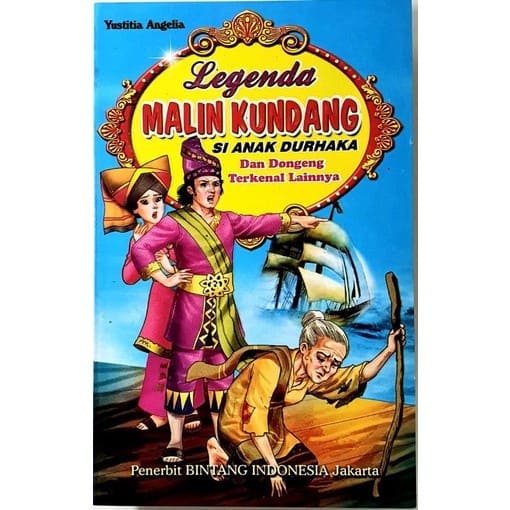 Yustitia Angelia
Legenda
MALIN KUNDANG
SI ANAK DURHAKA
Dan Dongeng
Terkenal Lainnya
Penerbit BINTANG INDONESIA Jakarta